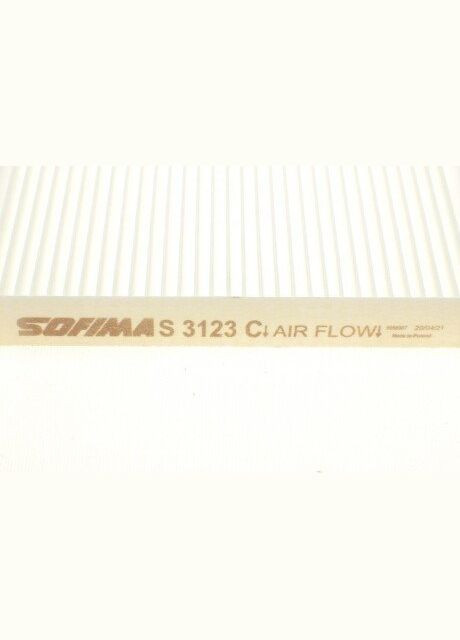 SOFIMA S 3123 C↓ AIR FLOW↓ 20/04/21
Made in Poland